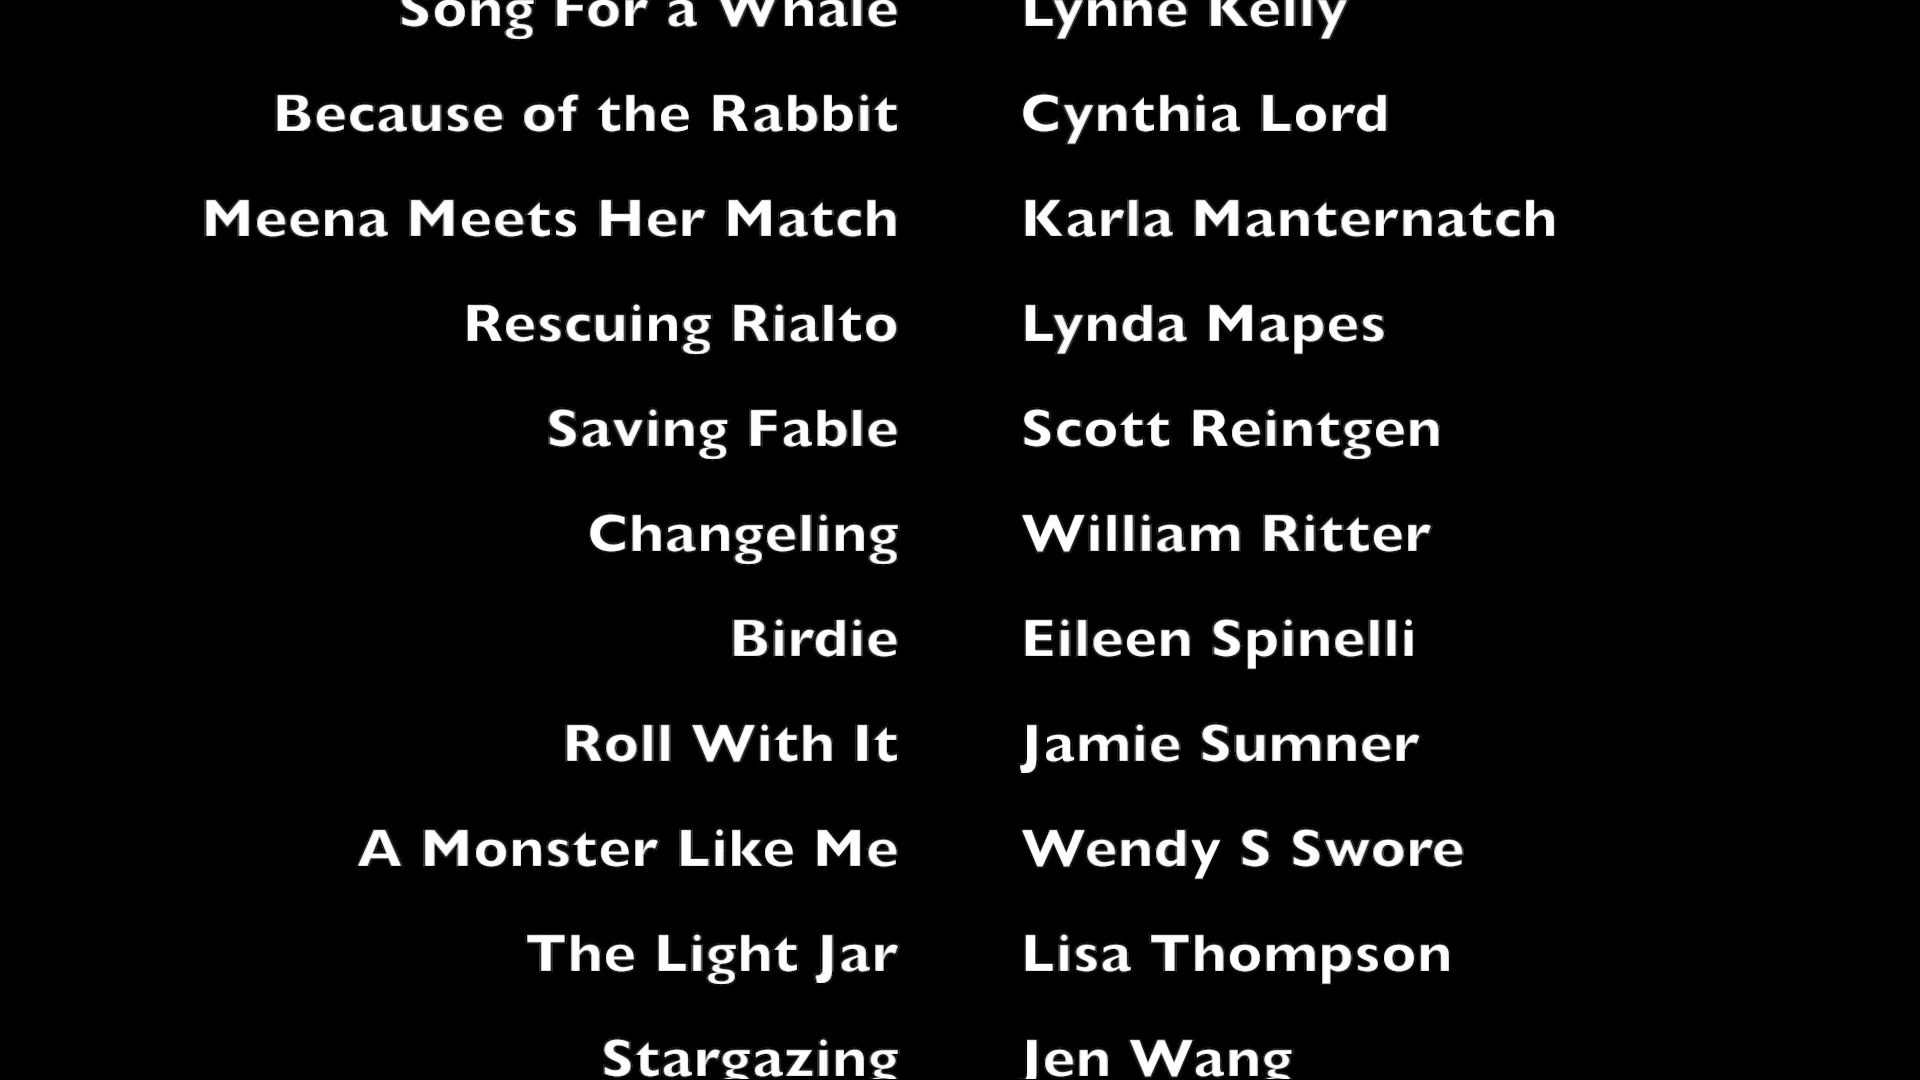 Song For a Whale Lynne Kelly
Because of the Rabbit Cynthia Lord
Meena Meets Her Match Karla Manternatch
Rescuing Rialto Lynda Mapes
Saving Fable Scott Reintgen
Changeling William Ritter
Birdie Eileen Spinelli
Roll With It Jamie Sumner
A Monster Like Me Wendy S Swore
The Light Jar Lisa Thompson
Stargazing Jen Wang